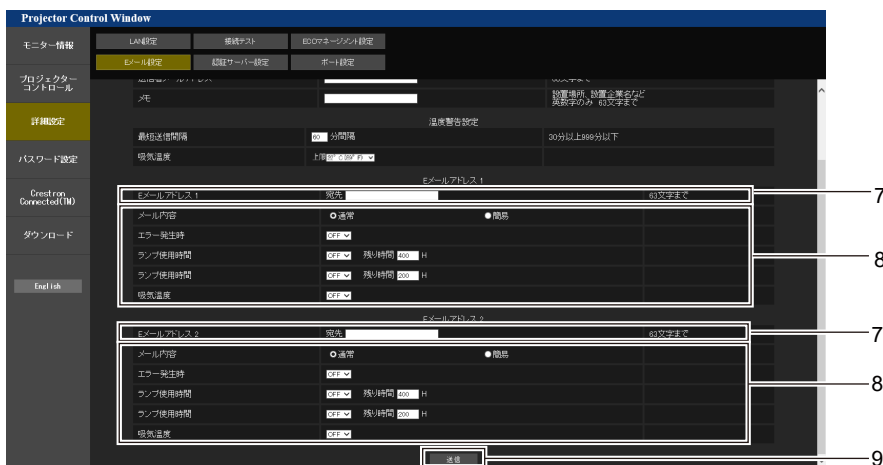 Projector Control Window
モニター情報
プロジェクター
コントロール
詳細設定
パスワード設定
Crestron
Connected(TM)
ダウンロード
English
LAN設定 接続テスト ECOマネージメント設定
Eメール設定 認証サーバー設定 ポート設定
メモ 設置場所、設置企業名など
英数字のみ 63文字まで
温度警告設定
最短送信間隔 60 分間隔 30分以上999分以下
吸気温度 上限
Eメールアドレス 1
Eメールアドレス 1 宛先 63文字まで 7
メール内容 通常 簡易
エラー発生時 OFF
ランプ使用時間 OFF 残り時間 400 H 8
ランプ使用時間 OFF 残り時間 200 H
吸気温度 OFF
Eメールアドレス 2
Eメールアドレス 2 宛先 63文字まで 7
メール内容 通常 簡易
エラー発生時 OFF
ランプ使用時間 OFF 残り時間 400 H 8
ランプ使用時間 OFF 残り時間 200 H
吸気温度 OFF
送信 9